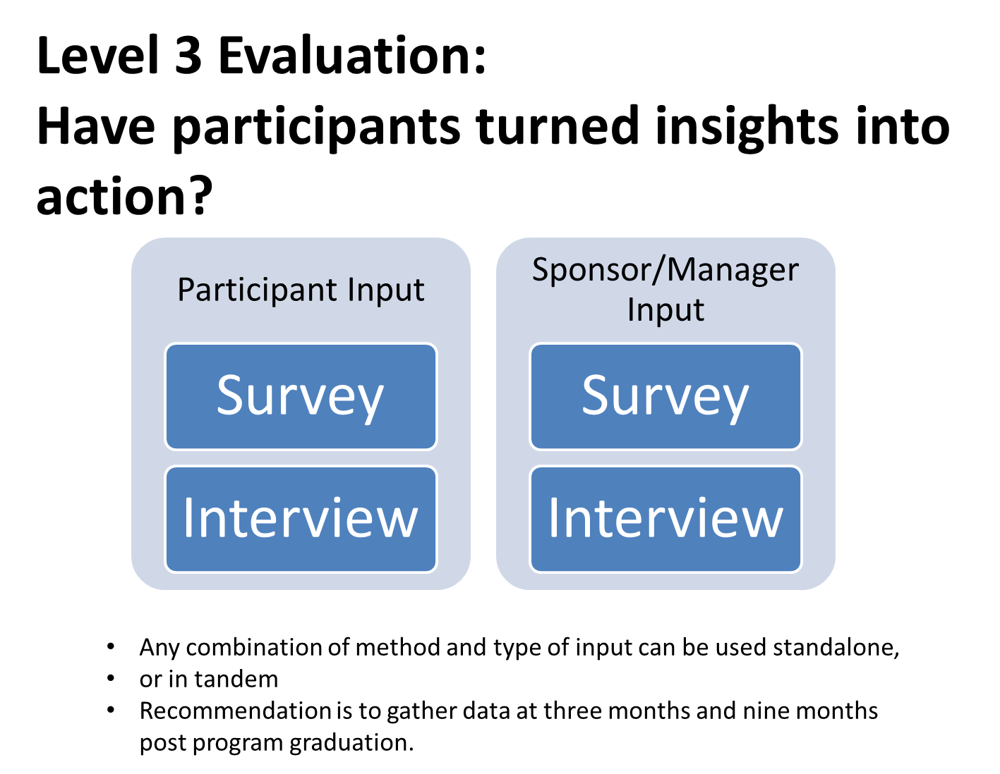 Level 3 Evaluation:
Have participants turned insights into
action?
Participant Input
Survey
Interview
Sponsor/Manager
Input
Survey
Interview
• Any combination of method and type of input can be used standalone,
• or in tandem
• Recommendation is to gather data at three months and nine months
post program graduation.